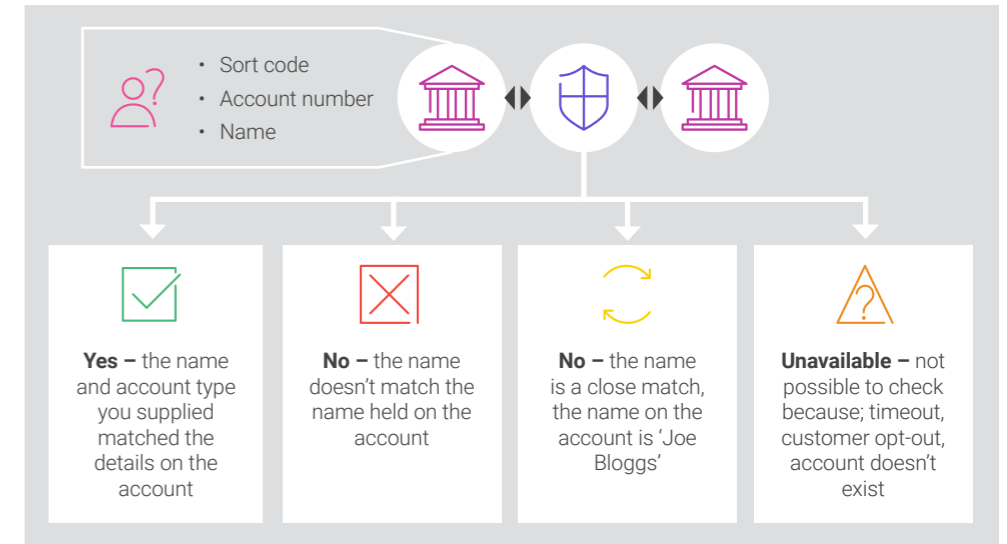 • Sort code
• Account number
• Name
Yes – the name
and account type
you supplied
matched the
details on the
account
No – the name
doesn’t match the
name held on the
account
No – the name
is a close match,
the name on the
account is ‘Joe
Bloggs’
Unavailable – not
possible to check
because; timeout,
customer opt-out,
account doesn’t
exist